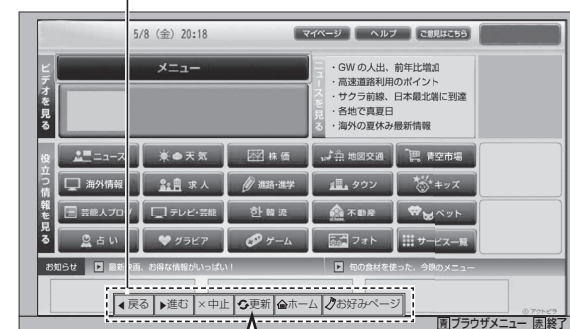 5/8（金）20:18
マイページ ヘルプ ご意見はこちら
ビデオを見る
メニュー
ニュースを見る
・GW の人出、前年比増加
・高速道路利用のポイント
・サクラ前線、日本最北端に到達
・各地で真夏日
・海外の夏休み最新情報
役立つ情報を見る
ニュース 天気 株価 地図交通 青空市場
海外情報 求人 進路・進学 タウン キッズ
芸能人ブログ テレビ・芸能 韓流 不動産 ペット
占い グラビア ゲーム フォト サービス一覧
お知らせ 最新映画、お得な情報がいっぱい！ 旬の食材を使った、今晩のメニュー
戻る 進む ×中止 更新 ホーム お好みページ
© アクトビラ
青 ブラウザメニュー 赤 終了